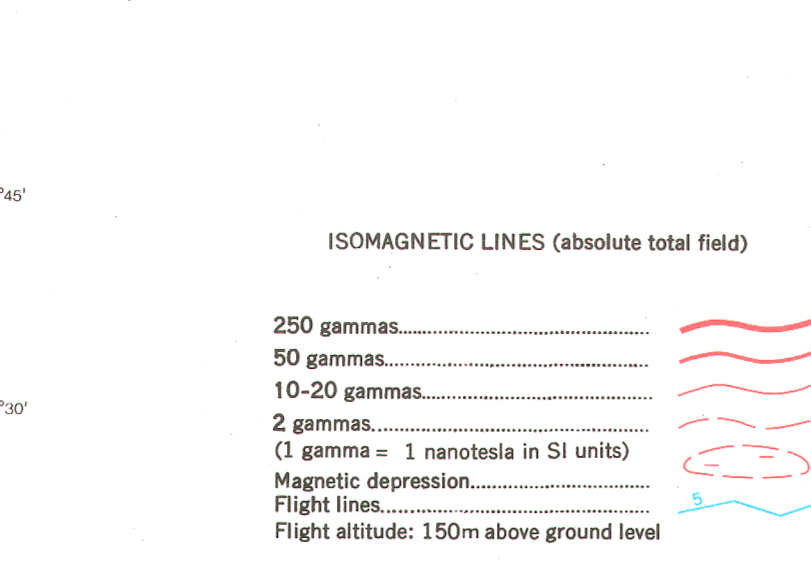 °45'
ISOMAGNETIC LINES (absolute total field)
250 gammas
50 gammas
10-20 gammas
°30'
2 gammas
(1 gamma = 1 nanotesla in SI units)
Magnetic depression
Flight lines
5
Flight altitude: 150m above ground level